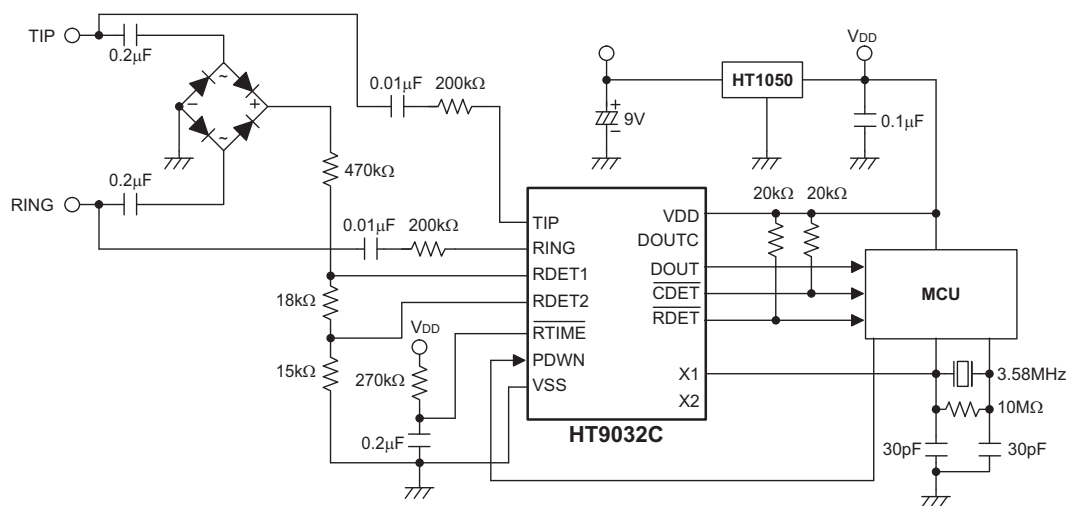 TIP
0.2µF
~
−
+
~
0.2µF
RING
0.01µF
200kΩ
470kΩ
0.01µF
200kΩ
18kΩ
15kΩ
VDD
270kΩ
0.2µF
TIP
RING
RDET1
RDET2
RTIME
PDWN
VSS
VDD
DOUTC
DOUT
CDET
RDET
X1
X2
HT9032C
+
−
9V
HT1050
VDD
0.1µF
20kΩ
20kΩ
MCU
3.58MHz
10MΩ
30pF
30pF